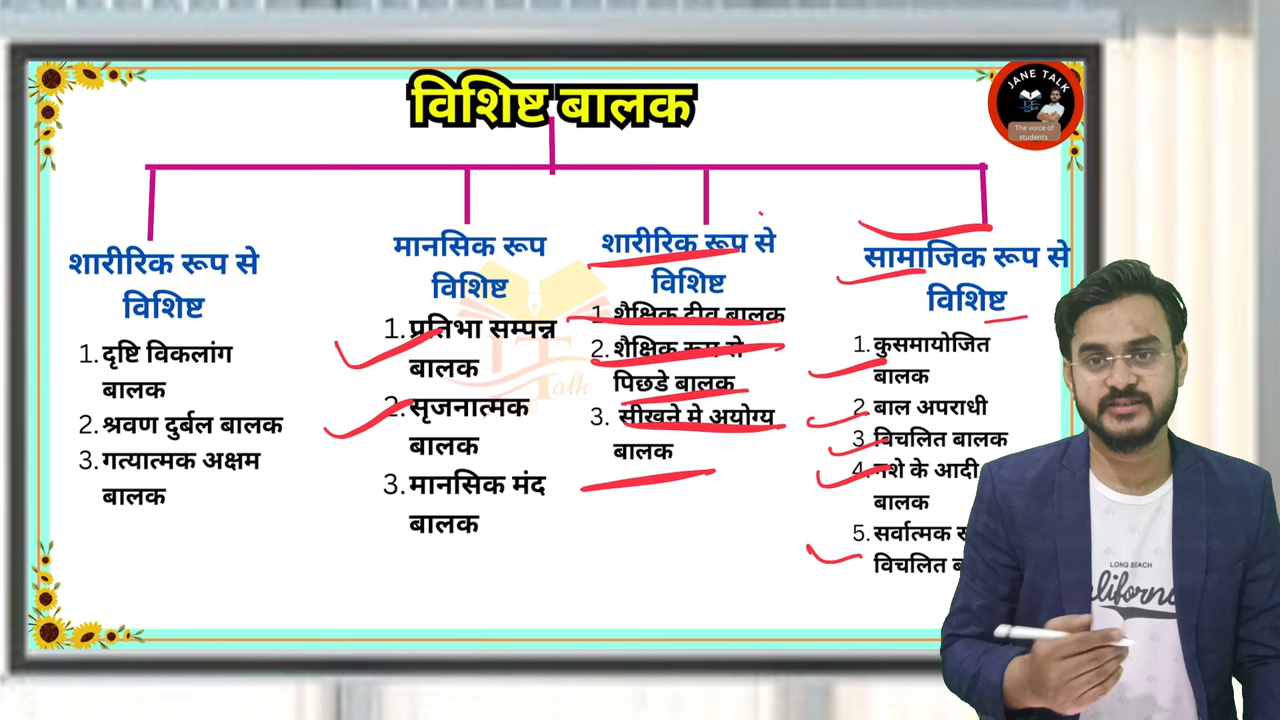 विशिष्ट बालक
JANE TALK
The voice of
students
शारीरिक रूप से
विशिष्ट
1. दृष्टि विकलांग
बालक
2. श्रवण दुर्बल बालक
3. गत्यात्मक अक्षम
बालक
मानसिक रूप
विशिष्ट
1. प्रतिभा सम्पन्न
बालक
2. सृजनात्मक
बालक
3. मानसिक मंद
बालक
शारीरिक रूप से
विशिष्ट
1. शैक्षिक बालक
2. शैक्षिक रूप से
पिछडे बालक
3. सीखने मे अयोग्य
बालक
सामाजिक रूप से
विशिष्ट
1. कुसमायोजित
बालक
2. बाल अपराधी
3. विचलित बालक
4. नशे के आदी
बालक
5. सर्वात्मक
विचलित
Talk
LONG BEACH